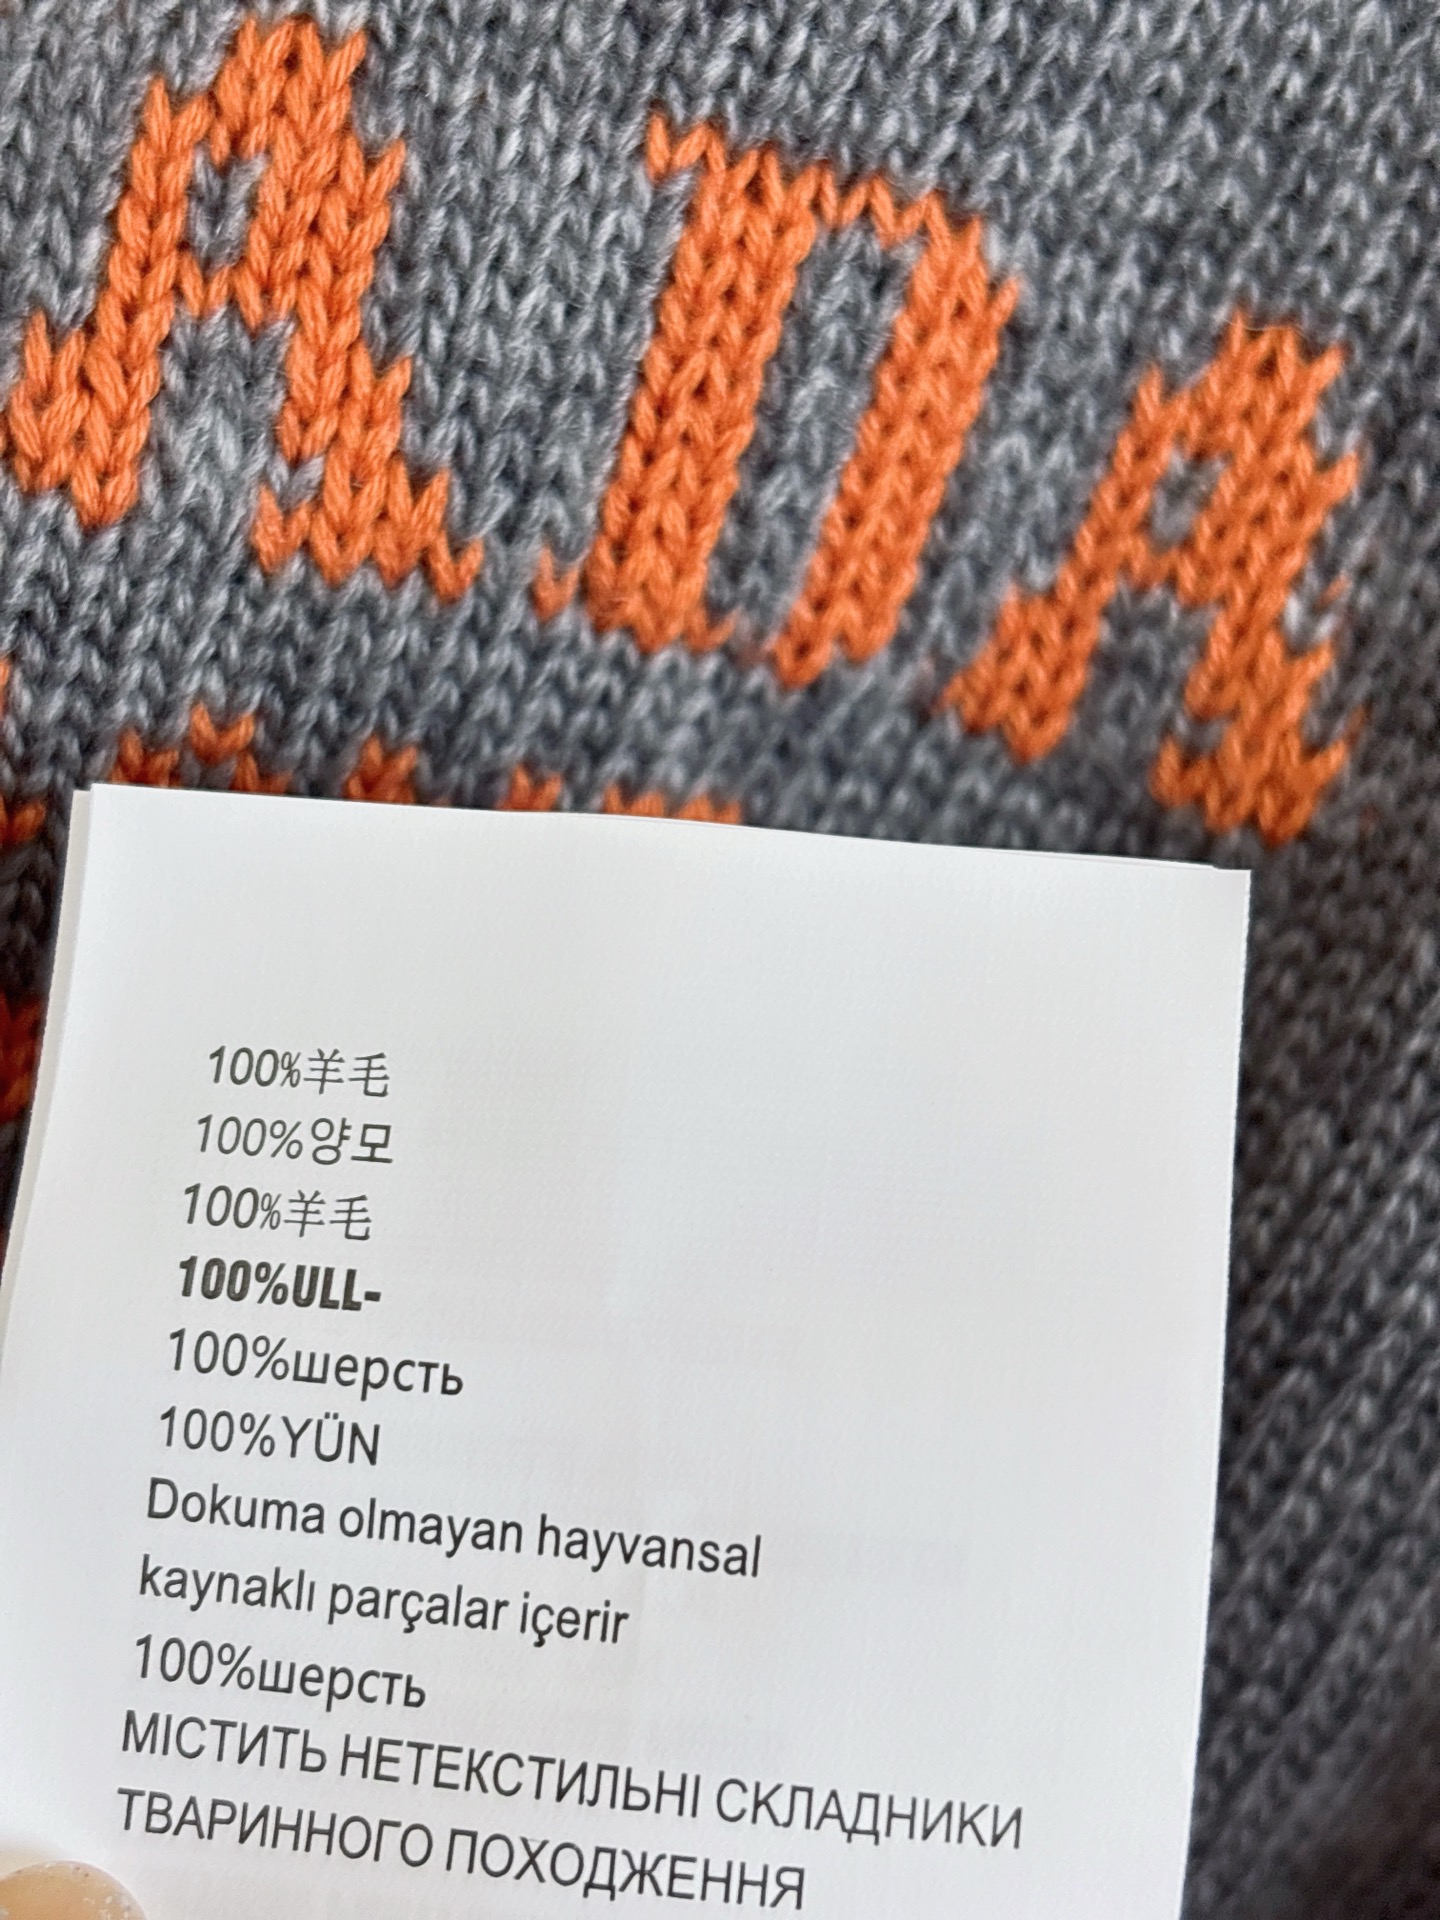 ADA
100%羊毛
100%양모
100%羊毛
100%ULL-
100%шерсть
100%YÜN
Dokuma olmayan hayvansal
kaynaklı parçalar içerir
100%шерсть
МІСТИТЬ НЕТЕКСТИЛЬНІ СКЛАДНИКИ
ТВАРИННОГО ПОХОДЖЕННЯ